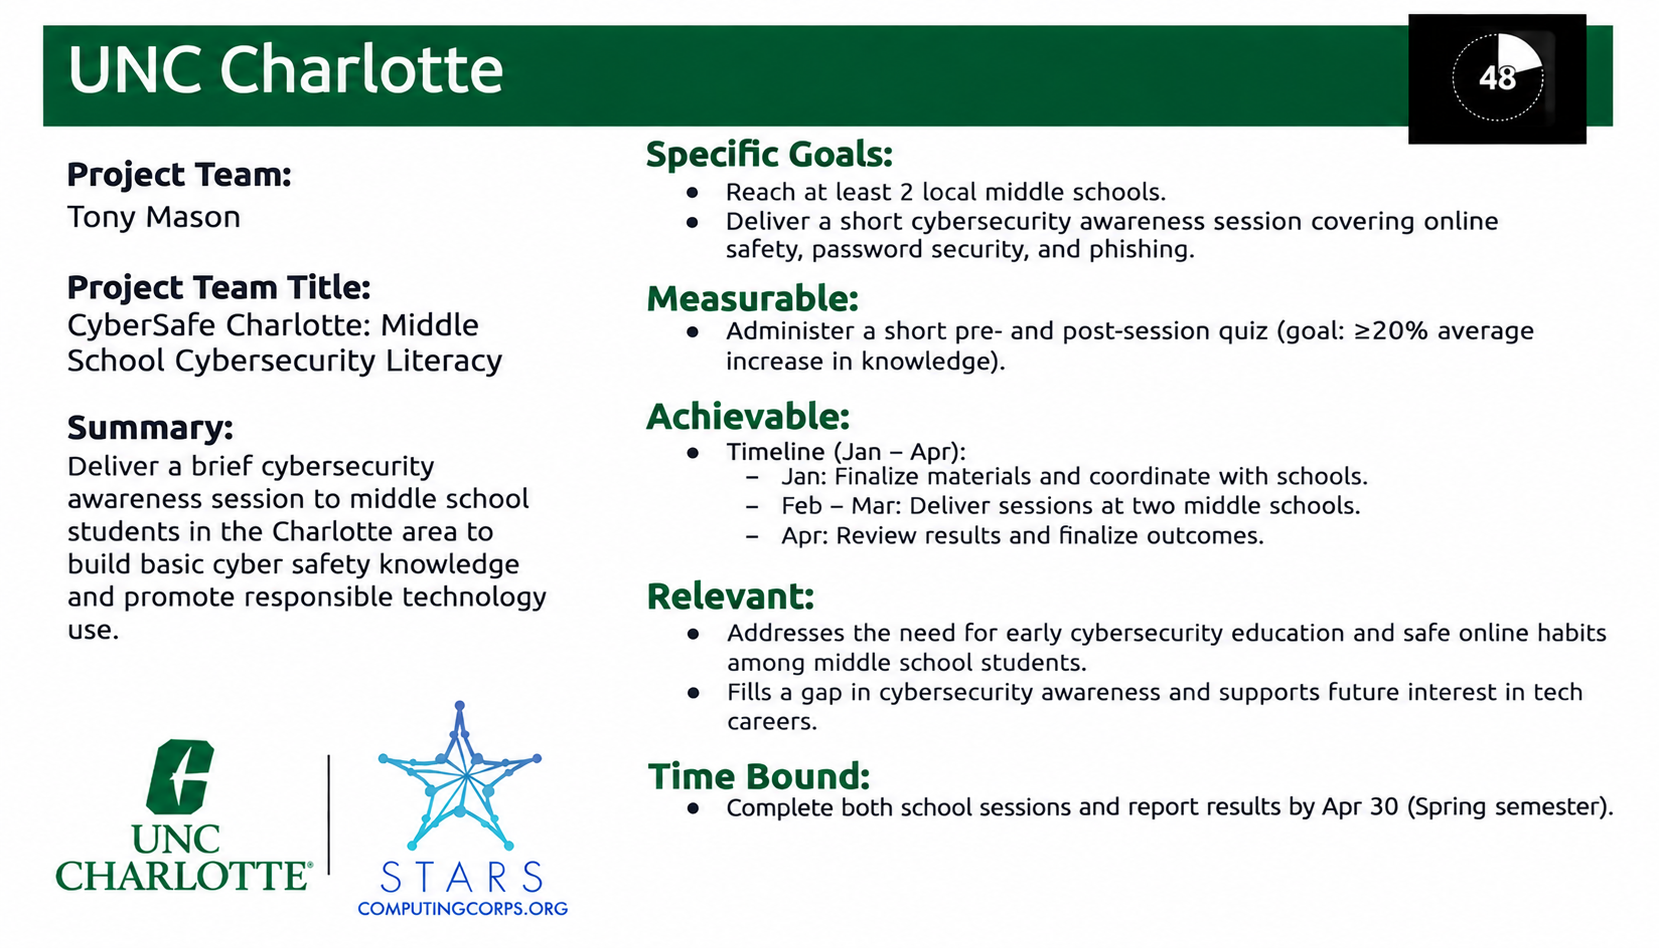 UNC Charlotte
48
Project Team:
Tony Mason
Project Team Title:
CyberSafe Charlotte: Middle
School Cybersecurity Literacy
Summary:
Deliver a brief cybersecurity
awareness session to middle school
students in the Charlotte area to
build basic cyber safety knowledge
and promote responsible technology
use.
UNC
CHARLOTTE®
STARS
COMPUTINGCORPS.ORG
Specific Goals:
● Reach at least 2 local middle schools.
● Deliver a short cybersecurity awareness session covering online
safety, password security, and phishing.
Measurable:
● Administer a short pre- and post-session quiz (goal: ≥20% average
increase in knowledge).
Achievable:
● Timeline (Jan – Apr):
– Jan: Finalize materials and coordinate with schools.
– Feb – Mar: Deliver sessions at two middle schools.
– Apr: Review results and finalize outcomes.
Relevant:
● Addresses the need for early cybersecurity education and safe online habits
among middle school students.
● Fills a gap in cybersecurity awareness and supports future interest in tech
careers.
Time Bound:
● Complete both school sessions and report results by Apr 30 (Spring semester).